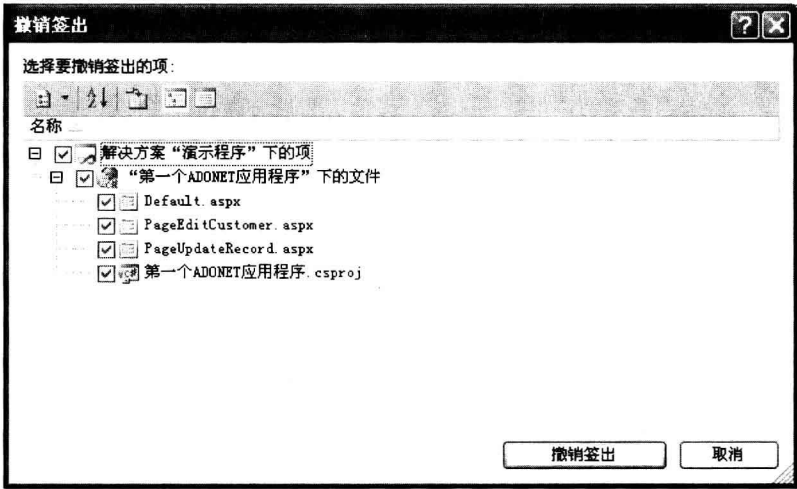 撤销签出
选择要撤销签出的项:
名称
解决方案“演示程序”下的项
“第一个ADONET应用程序”下的文件
Default.aspx
PageEditCustomer.aspx
PageUpdateRecord.aspx
第一个ADONET应用程序.csproj
撤销签出
取消